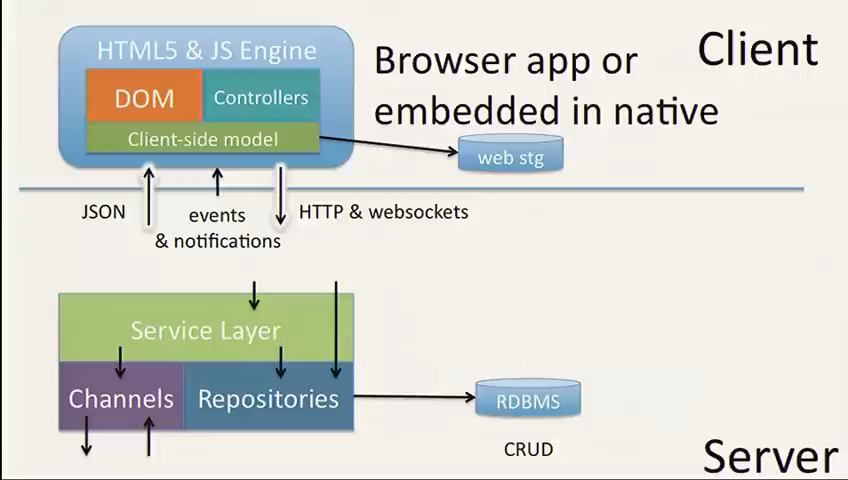 HTML5 & JS Engine
DOM
Controllers
Client-side model
Browser app or
embedded in native
Client
web stg
JSON
events
& notifications
HTTP & websockets
Service Layer
Channels
Repositories
RDBMS
CRUD
Server